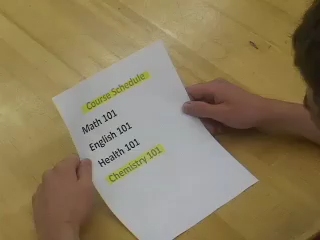 Course Schedule
Math 101
English 101
Health 101
Chemistry 101